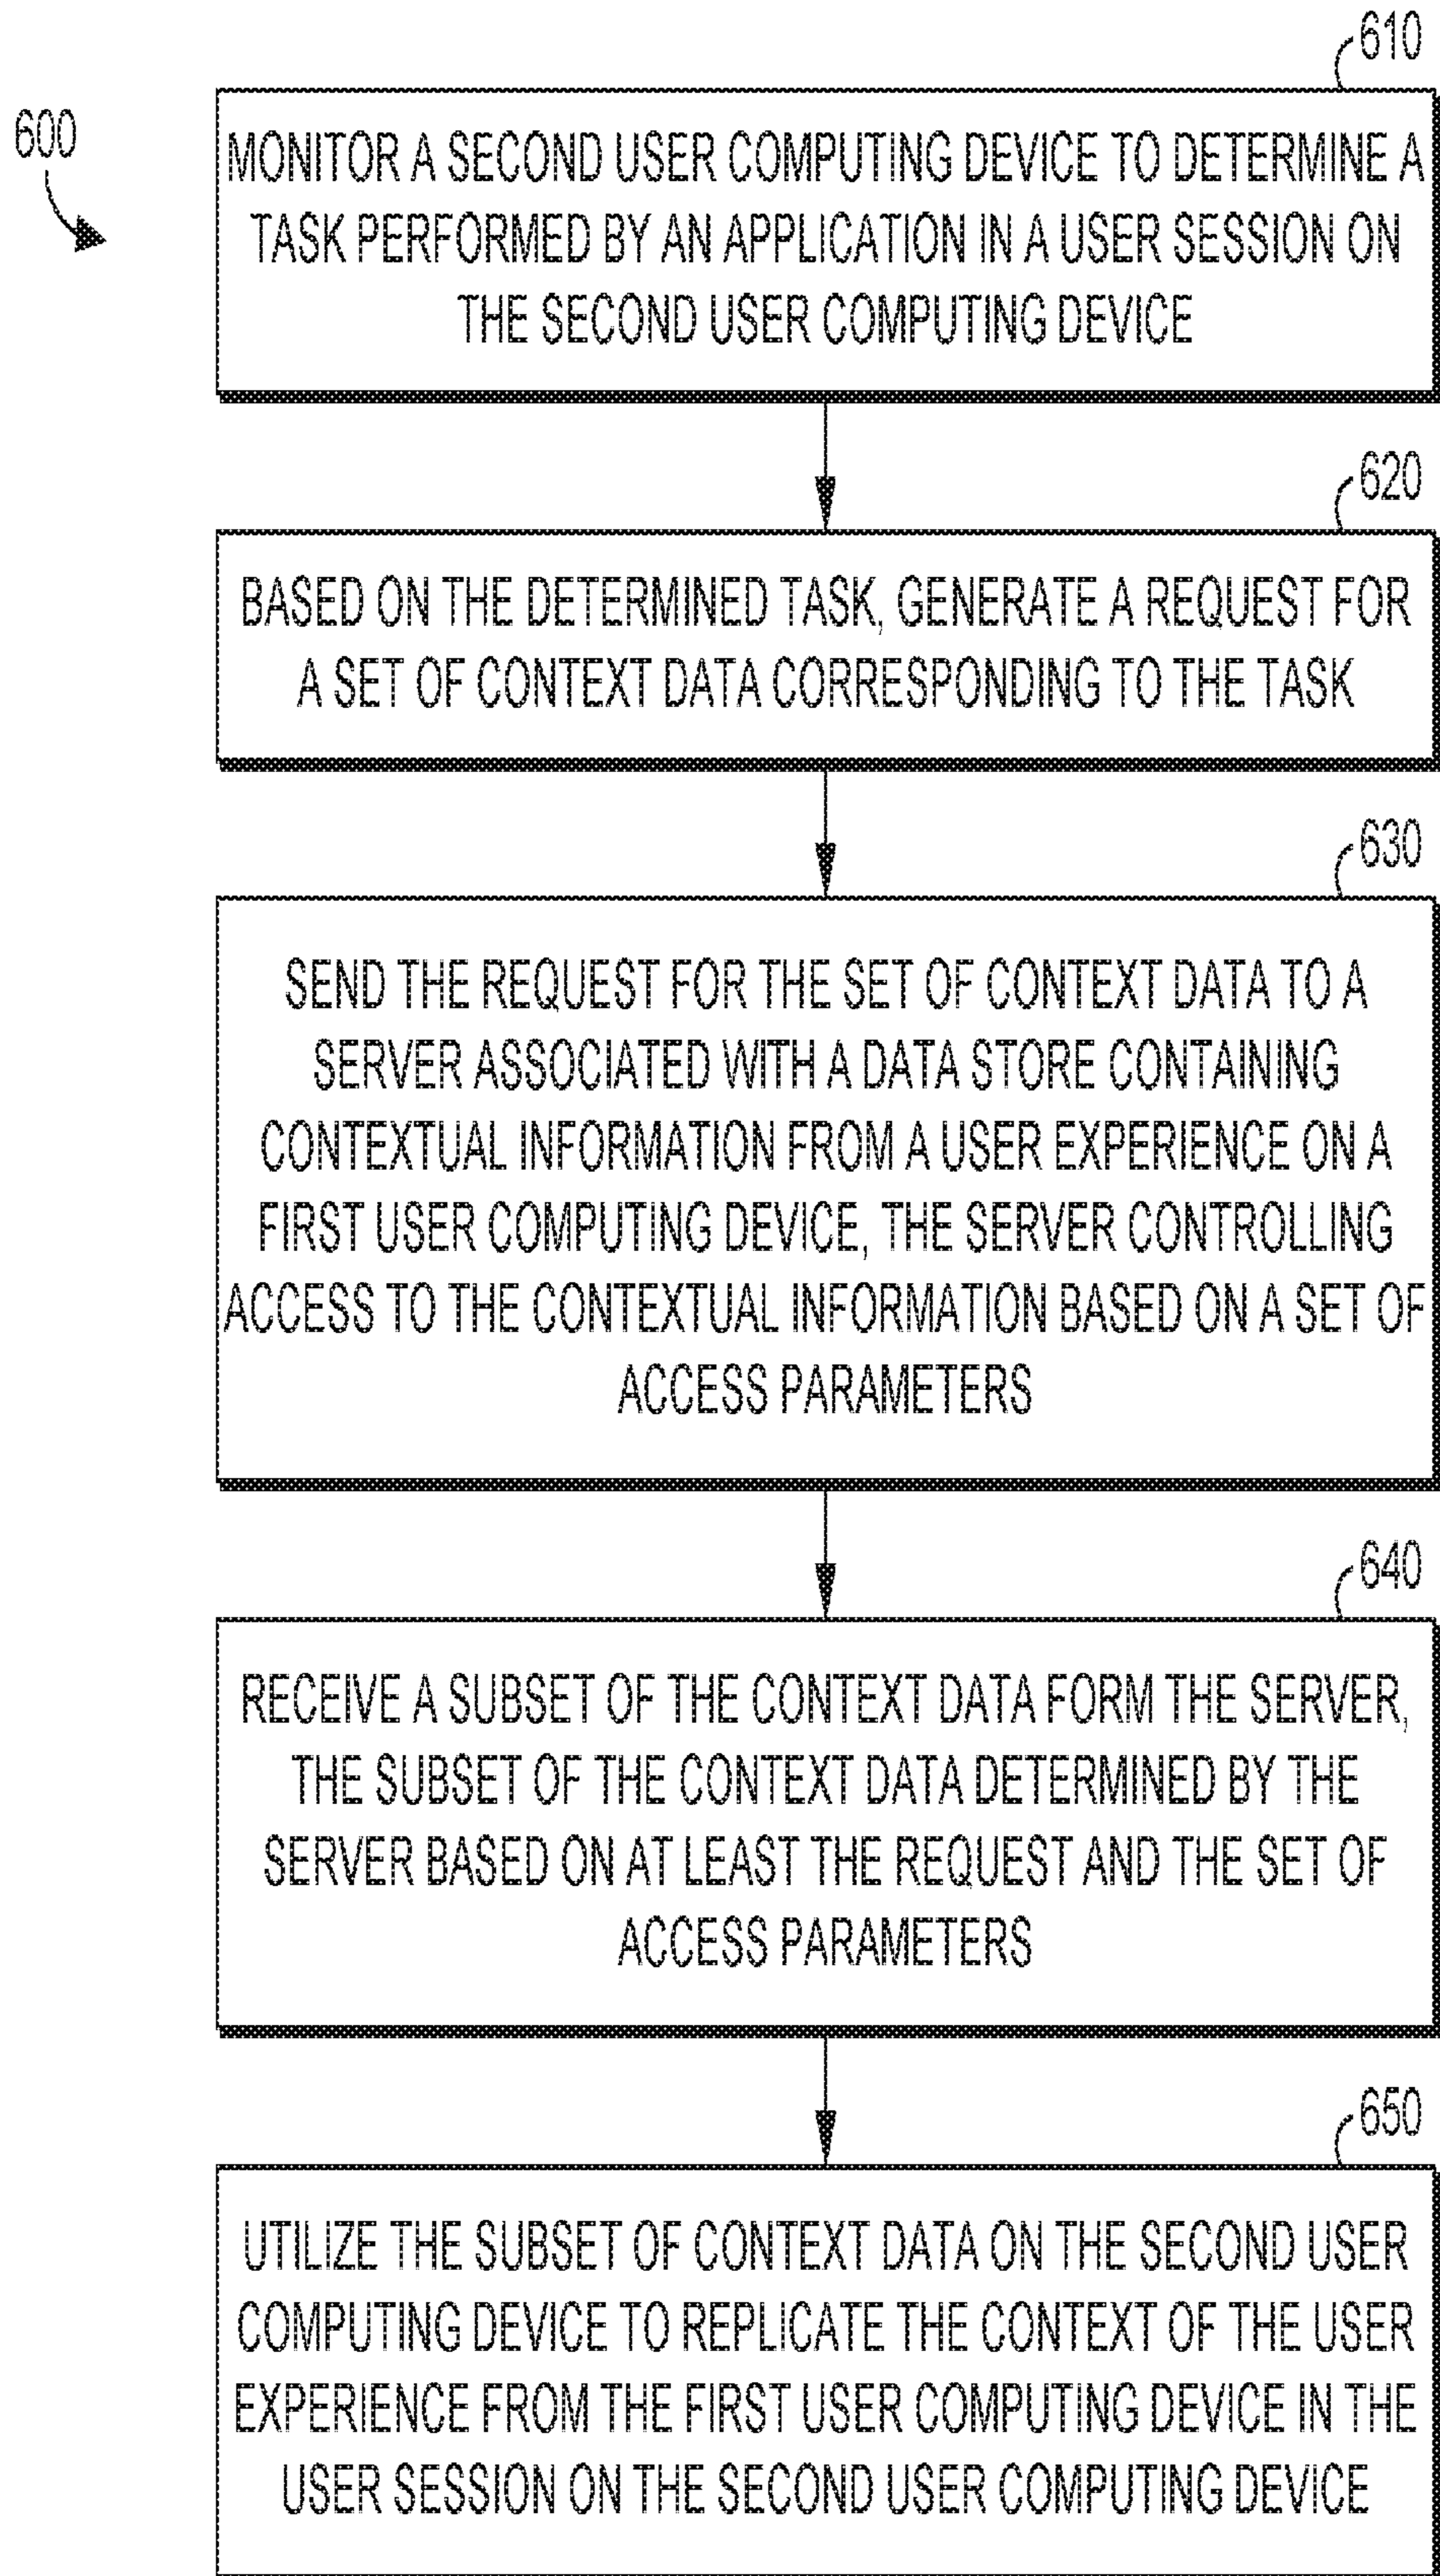 600
610
MONITOR A SECOND USER COMPUTING DEVICE TO DETERMINE A
TASK PERFORMED BY AN APPLICATION IN A USER SESSION ON
THE SECOND USER COMPUTING DEVICE
620
BASED ON THE DETERMINED TASK, GENERATE A REQUEST FOR
A SET OF CONTEXT DATA CORRESPONDING TO THE TASK
630
SEND THE REQUEST FOR THE SET OF CONTEXT DATA TO A
SERVER ASSOCIATED WITH A DATA STORE CONTAINING
CONTEXTUAL INFORMATION FROM A USER EXPERIENCE ON A
FIRST USER COMPUTING DEVICE, THE SERVER CONTROLLING
ACCESS TO THE CONTEXTUAL INFORMATION BASED ON A SET OF
ACCESS PARAMETERS
640
RECEIVE A SUBSET OF THE CONTEXT DATA FORM THE SERVER,
THE SUBSET OF THE CONTEXT DATA DETERMINED BY THE
SERVER BASED ON AT LEAST THE REQUEST AND THE SET OF
ACCESS PARAMETERS
650
UTILIZE THE SUBSET OF CONTEXT DATA ON THE SECOND USER
COMPUTING DEVICE TO REPLICATE THE CONTEXT OF THE USER
EXPERIENCE FROM THE FIRST USER COMPUTING DEVICE IN THE
USER SESSION ON THE SECOND USER COMPUTING DEVICE